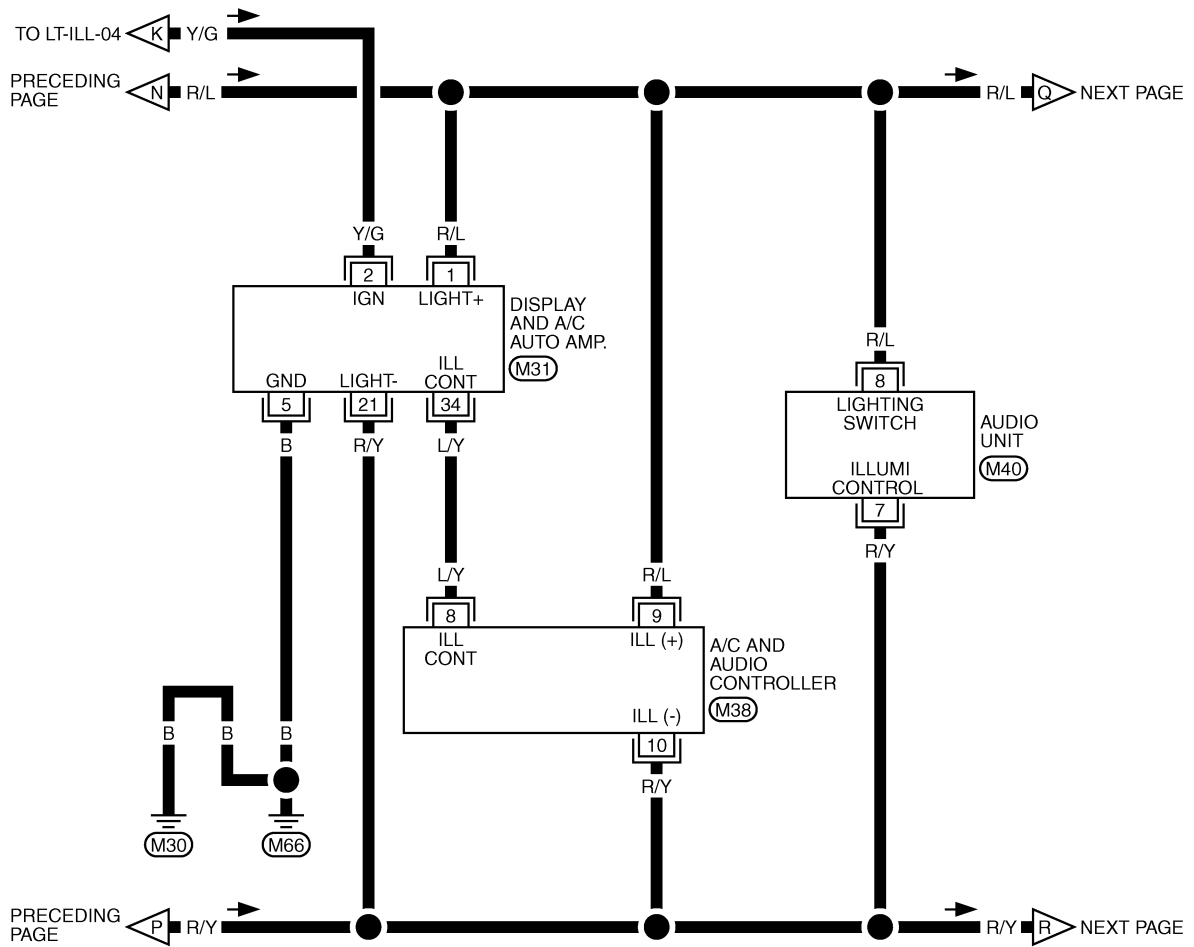 TO LT-ILL-04
K
Y/G
PRECEDING
PAGE
N
R/L
R/L
Q
NEXT PAGE
Y/G
R/L
2
1
IGN
LIGHT+
DISPLAY
AND A/C
AUTO AMP.
M31
GND
LIGHT-
ILL
CONT
5
21
34
B
R/Y
L/Y
R/L
8
LIGHTING
SWITCH
AUDIO
UNIT
M40
ILLUMI
CONTROL
7
R/Y
L/Y
R/L
8
9
ILL
CONT
ILL (+)
A/C AND
AUDIO
CONTROLLER
M38
ILL (-)
10
R/Y
B
B
B
M30
M66
PRECEDING
PAGE
P
R/Y
R/Y
R
NEXT PAGE